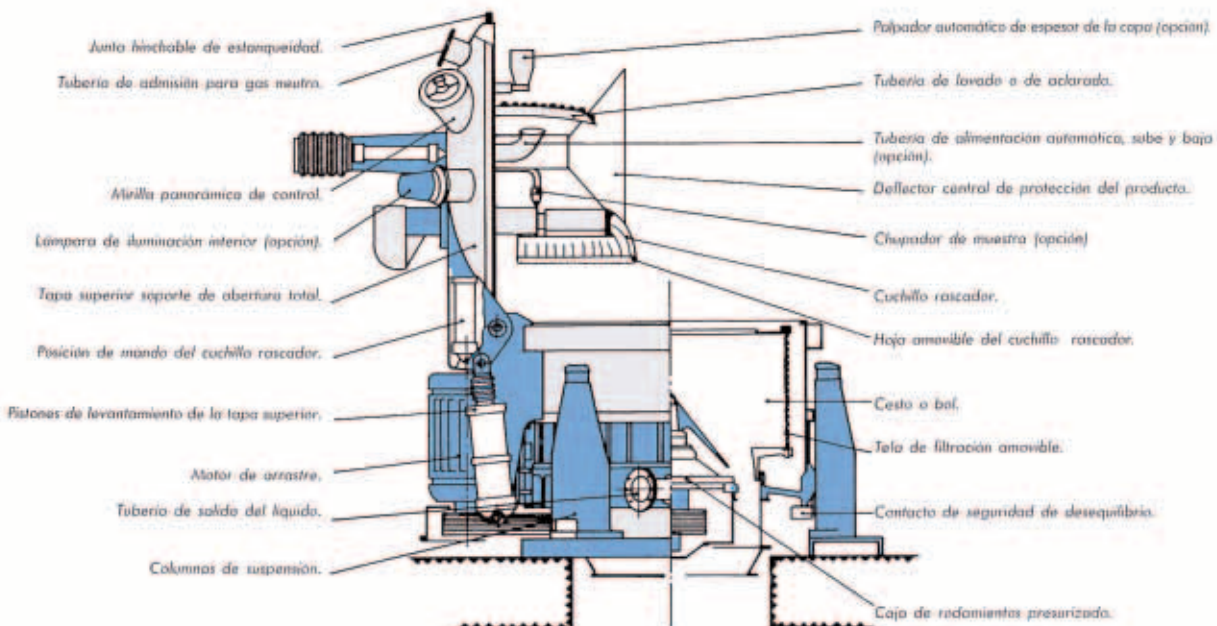 Junta hinchable de estanqueidad.
Tubería de admisión para gas neutro.
Mirilla panorámica de control.
Lámpara de iluminación interior (opción).
Tapa superior soporte de abertura total.
Posición de mando del cuchillo rascador.
Pistones de levantamiento de la tapa superior.
Motor de arrastre.
Tubería de salida del líquido.
Columnas de suspensión.
Palpador automático de espesor de la capa (opción).
Tubería de lavado o de aclarado.
Tubería de alimentación automática, sube y baja
(opción).
Deflector central de protección del producto.
Chupador de muestra (opción)
Cuchillo rascador.
Hoja amovible del cuchillo rascador.
Cesto o bol.
Tela de filtración amovible.
Contacto de seguridad de desequilibrio.
Caja de rodamientos presurizada.